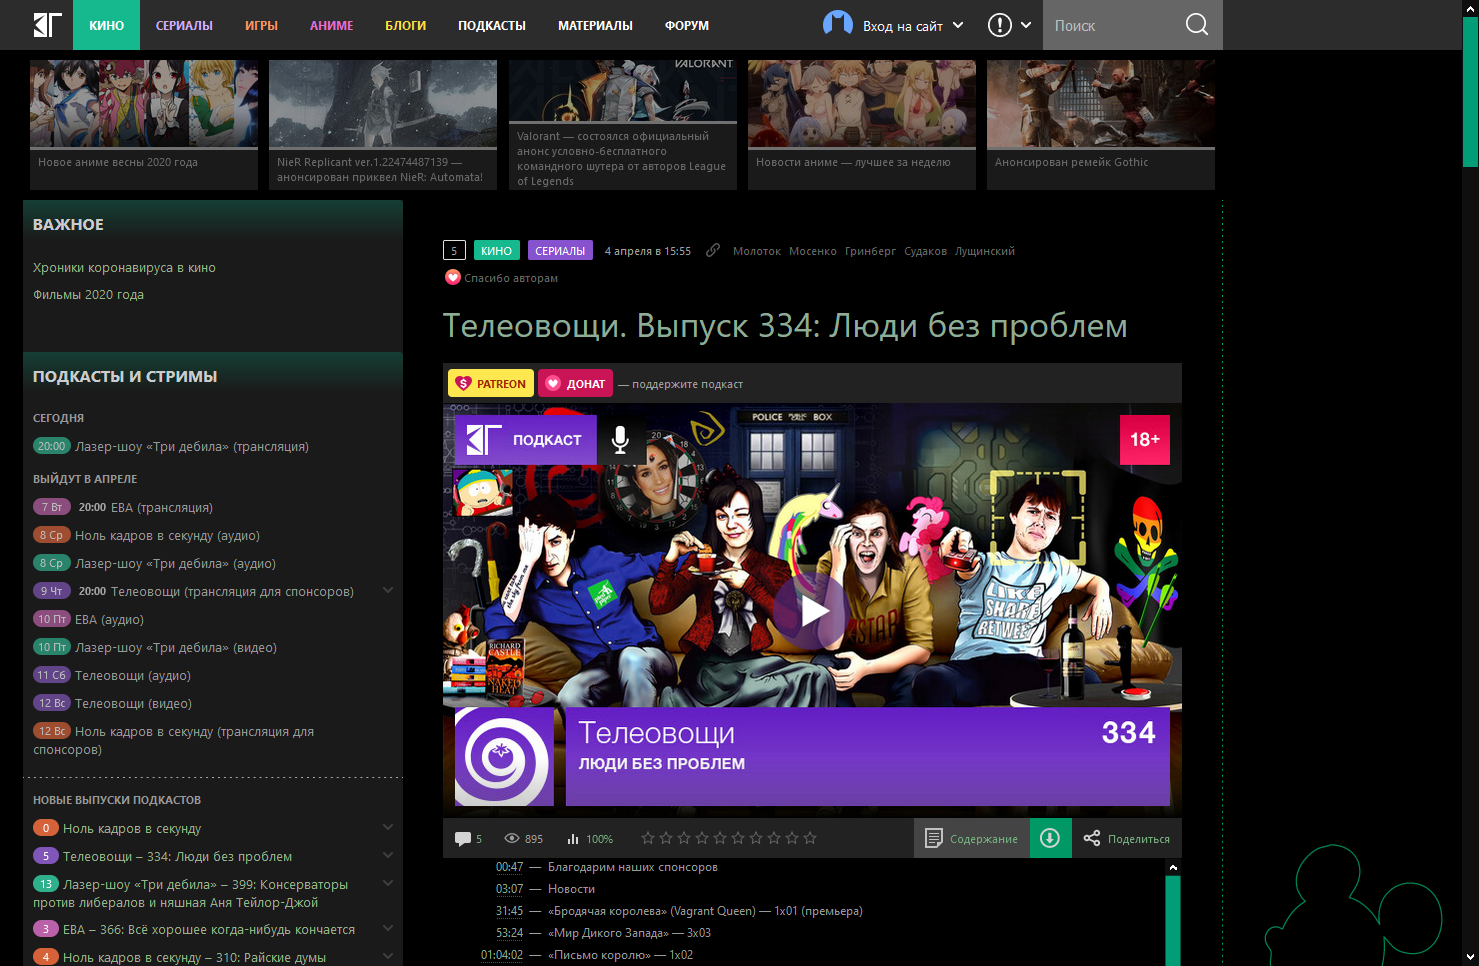 КИНО СЕРИАЛЫ ИГРЫ АНИМЕ БЛОГИ ПОДКАСТЫ МАТЕРИАЛЫ ФОРУМ Вход на сайт Поиск
Новое аниме весны 2020 года
NieR Replicant ver.1.22474487139 —
анонсирован приквел NieR: Automata!
VALORANT
Valorant — состоялся официальный
анонс условно-бесплатного
командного шутера от авторов League
of Legends
Новости аниме — лучшее за неделю
Анонсирован ремейк Gothic
ВАЖНОЕ
Хроники коронавируса в кино
Фильмы 2020 года
ПОДКАСТЫ И СТРИМЫ
СЕГОДНЯ
20:00 Лазер-шоу «Три дебила» (трансляция)
ВЫЙДУТ В АПРЕЛЕ
7 Вт 20:00 ЕВА (трансляция)
8 Ср Ноль кадров в секунду (аудио)
8 Ср Лазер-шоу «Три дебила» (аудио)
9 Чт 20:00 Телеовощи (трансляция для спонсоров)
10 Пт ЕВА (аудио)
10 Пт Лазер-шоу «Три дебила» (видео)
11 Сб Телеовощи (аудио)
12 Вс Телеовощи (видео)
12 Вс Ноль кадров в секунду (трансляция для
спонсоров)
НОВЫЕ ВЫПУСКИ ПОДКАСТОВ
0 Ноль кадров в секунду
5 Телеовощи – 334: Люди без проблем
13 Лазер-шоу «Три дебила» – 399: Консерваторы
против либералов и няшная Аня Тейлор-Джой
3 ЕВА – 366: Всё хорошее когда-нибудь кончается
4 Ноль кадров в секунду – 310: Райские думы
5 КИНО СЕРИАЛЫ 4 апреля в 15:55 Молоток Мосенко Гринберг Судаков Лущинский
Спасибо авторам
Телеовощи. Выпуск 334: Люди без проблем
PATREON ДОНАТ — поддержите подкаст
POLICE BOX
ПОДКАСТ
18+
LIKE
SHARE
RETWEET
STAR
RICHARD
CASTLE
NAKED
HEAT
Телеовощи 334
ЛЮДИ БЕЗ ПРОБЛЕМ
5 895 100% Содержание Поделиться
00:47 — Благодарим наших спонсоров
03:07 — Новости
31:45 — «Бродячая королева» (Vagrant Queen) — 1x01 (премьера)
53:24 — «Мир Дикого Запада» — 3x03
01:04:02 — «Письмо королю» — 1x02